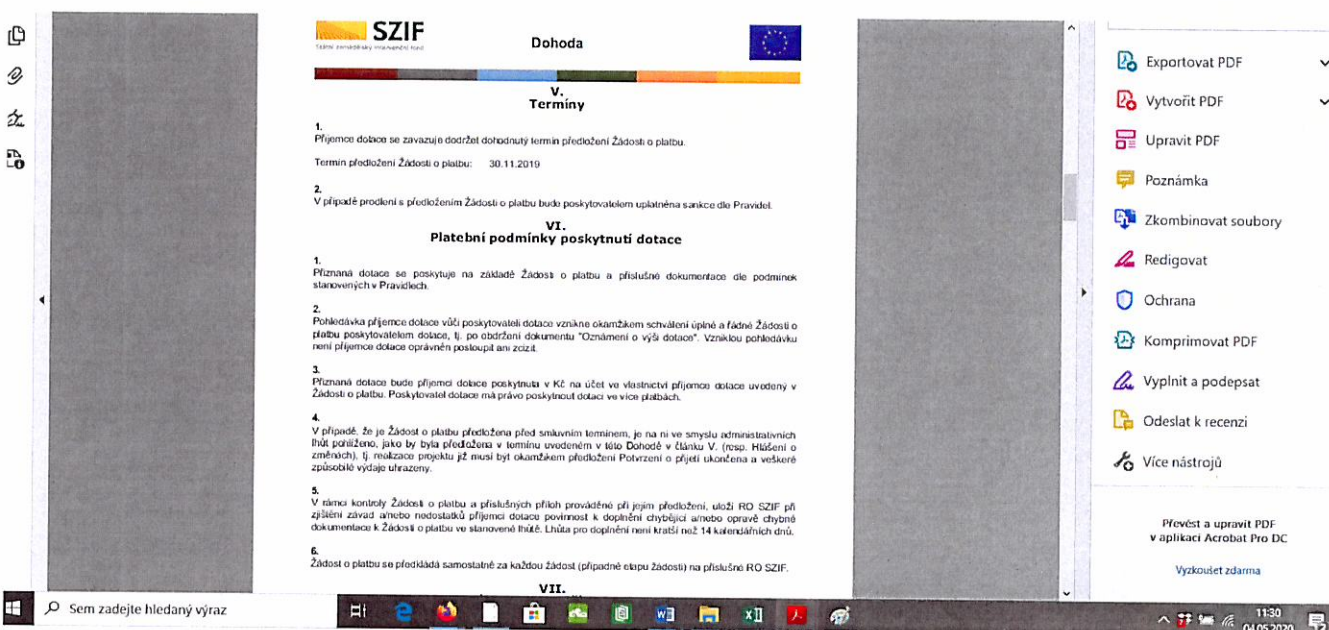 SZIF
Státní zemědělský intervenční fond
Dohoda
V.
Termíny
1.
Příjemce dotace se zavazuje dodržet dohodnutý termín předložení Žádosti o platbu.
Termín předložení Žádosti o platbu: 30.11.2019
2.
V případě prodlení s předložením Žádosti o platbu bude poskytovatelem uplatněna sankce dle Pravidel.
VI.
Platební podmínky poskytnutí dotace
1.
Přiznaná dotace se poskytuje na základě Žádosti o platbu a příslušné dokumentace dle podmínek
stanovených v Pravidlech.
2.
Pohledávka příjemce dotace vůči poskytovateli dotace vznikne okamžikem schválení úplné a řádné Žádosti o
platbu poskytovatelem dotace, tj. po obdržení dokumentu "Oznámení o výši dotace". Vzniklou pohledávku
není příjemce dotace oprávněn postoupit ani zcizit.
3.
Přiznaná dotace bude příjemci dotace poskytnuta v Kč na účet ve vlastnictví příjemce dotace uvedený v
Žádosti o platbu. Poskytovatel dotace má právo poskytnout dotaci ve více platbách.
4.
V případě, že je Žádost o platbu předložena před smluvním termínem, je na ni ve smyslu administrativních
lhůt pohlíženo, jako by byla předložena v termínu uvedeném v této Dohodě v článku V. (resp. Hlášení o
změnách), tj. realizace projektu již musí být okamžikem předložení Potvrzení o přijetí ukončena a veškeré
způsobilé výdaje uhrazeny.
5.
V rámci kontroly Žádosti o platbu a příslušných příloh prováděné při jejím předložení, uloží RO SZIF při
zjištění závad a/nebo nedostatků příjemci dotace povinnost k doplnění chybějící a/nebo opravě chybné
dokumentace k Žádosti o platbu ve stanovené lhůtě. Lhůta pro doplnění není kratší než 14 kalendářních dnů.
6.
Žádost o platbu se předkládá samostatně za každou žádost (případně etapu žádosti) na příslušné RO SZIF.
VII.
Exportovat PDF
Vytvořit PDF
Upravit PDF
Poznámka
Zkombinovat soubory
Redigovat
Ochrana
Komprimovat PDF
Vyplnit a podepsat
Odeslat k recenzi
Více nástrojů
Převést a upravit PDF
v aplikaci Acrobat Pro DC
Vyzkoušet zdarma
Sem zadejte hledaný výraz
11:30
04.05.2020